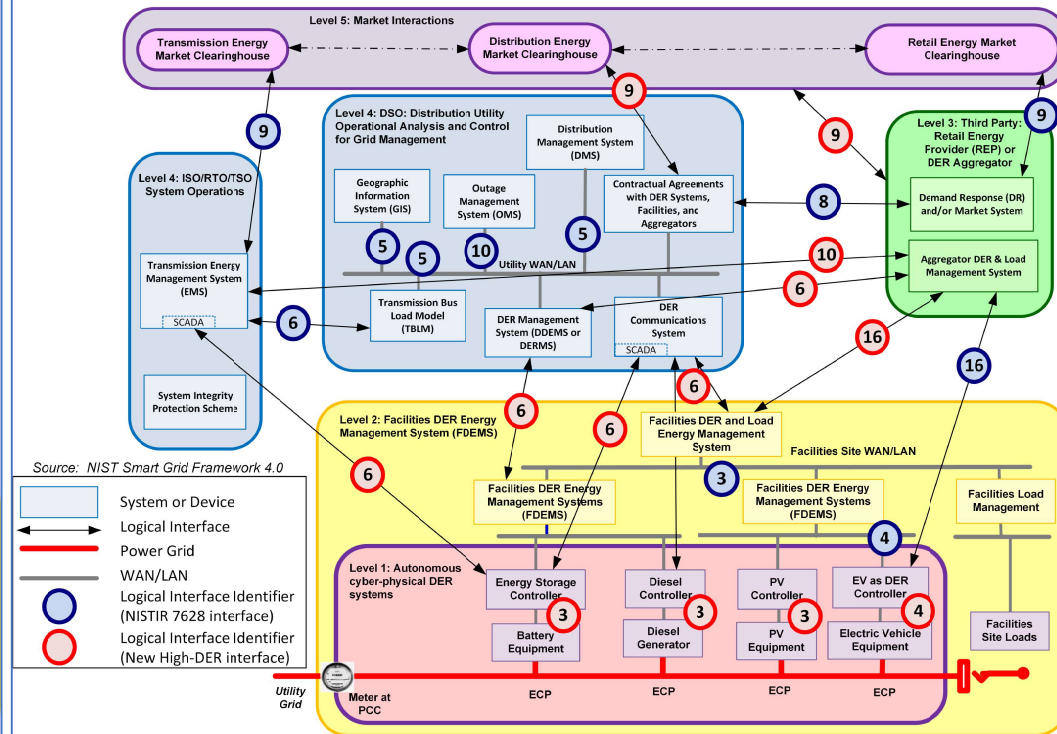 Level 5: Market Interactions
Transmission Energy
Market Clearinghouse
Distribution Energy
Market Clearinghouse
Retail Energy Market
Clearinghouse
9
9
9
9
Level 4: DSO: Distribution Utility
Operational Analysis and Control
for Grid Management
Distribution
Management System
(DMS)
Level 3: Third Party:
Retail Energy
Provider (REP) or
DER Aggregator
Level 4: ISO/RTO/TSO
System Operations
Geographic
Information
System (GIS)
Outage
Management
System (OMS)
Contractual Agreements
with DER Systems,
Facilities, and
Aggregators
8
Demand Response (DR)
and/or Market System
5
5
10
5
Utility WAN/LAN
10
Transmission Energy
Management System
(EMS)
SCADA
6
Transmission Bus
Load Model
(TBLM)
DER Management
System (DDEMS or
DERMS)
DER
Communications
System
SCADA
6
Aggregator DER & Load
Management System
16
16
System Integrity
Protection Scheme
6
6
6
6
Level 2: Facilities DER Energy
Management System (FDEMS)
Facilities DER and Load
Energy Management
System
Facilities Site WAN/LAN
3
Facilities DER Energy
Management Systems
(FDEMS)
Facilities DER Energy
Management Systems
(FDEMS)
Facilities Load
Management
4
Level 1: Autonomous
cyber-physical DER
systems
Energy Storage
Controller
3
Battery
Equipment
Diesel
Controller
3
Diesel
Generator
PV
Controller
3
PV
Equipment
EV as DER
Controller
4
Electric Vehicle
Equipment
Facilities
Site Loads
ECP
ECP
ECP
ECP
Utility
Grid
Meter at
PCC
Source: NIST Smart Grid Framework 4.0
System or Device
Logical Interface
Power Grid
WAN/LAN
Logical Interface Identifier
(NISTIR 7628 interface)
Logical Interface Identifier
(New High-DER interface)